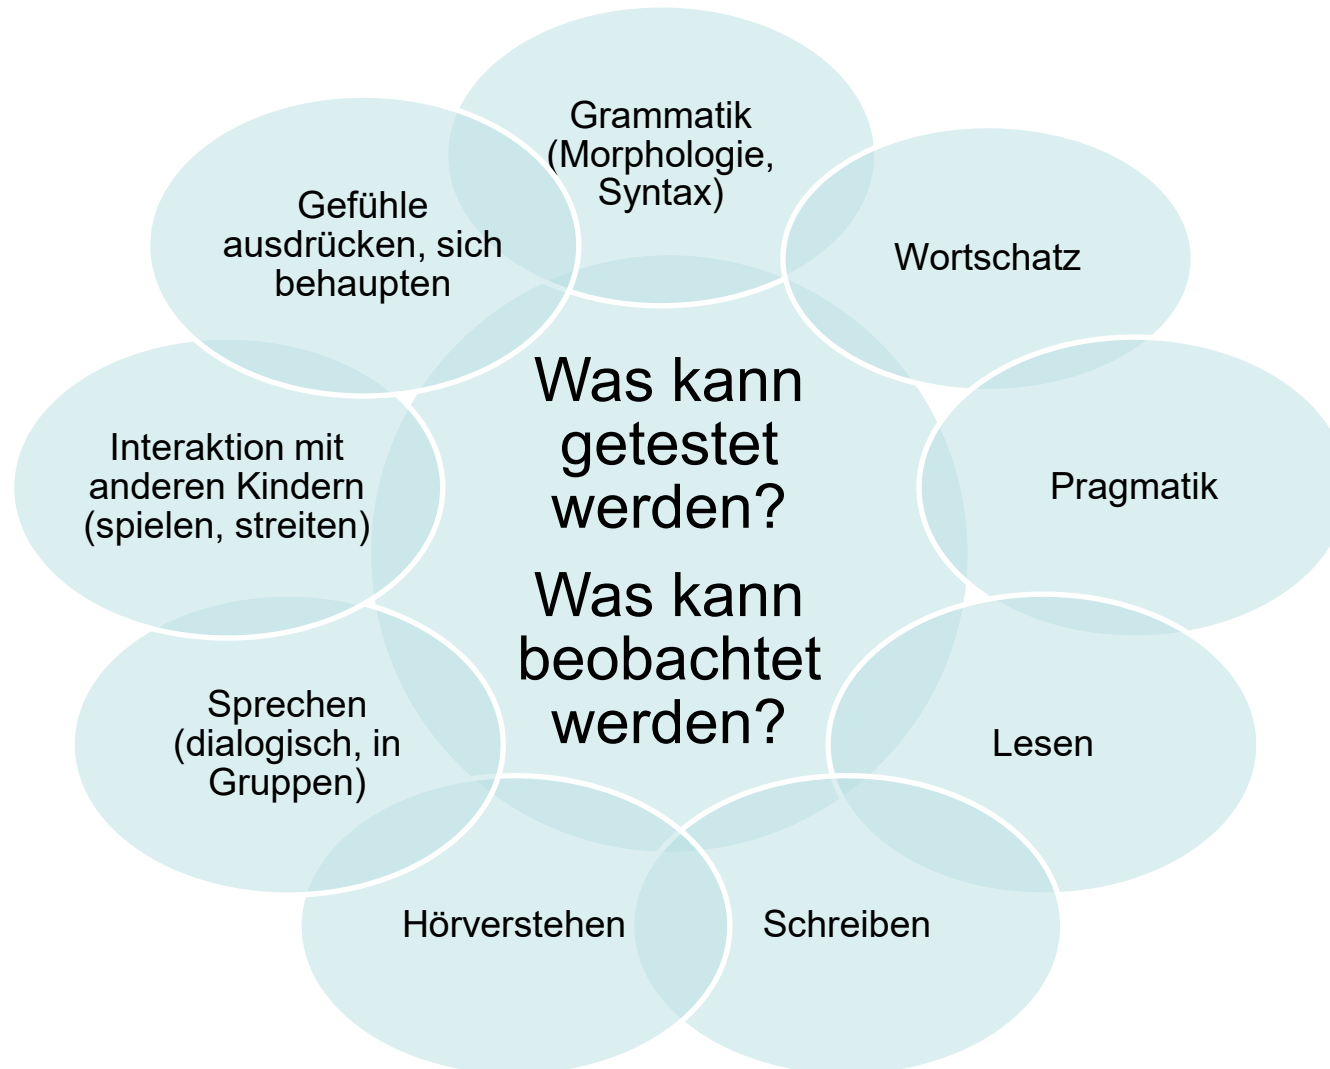 Grammatik
(Morphologie,
Syntax)
Wortschatz
Pragmatik
Lesen
Schreiben
Hörverstehen
Sprechen
(dialogisch, in
Gruppen)
Interaktion mit
anderen Kindern
(spielen, streiten)
Gefühle
ausdrücken, sich
behaupten
Was kann
getestet
werden?
Was kann
beobachtet
werden?